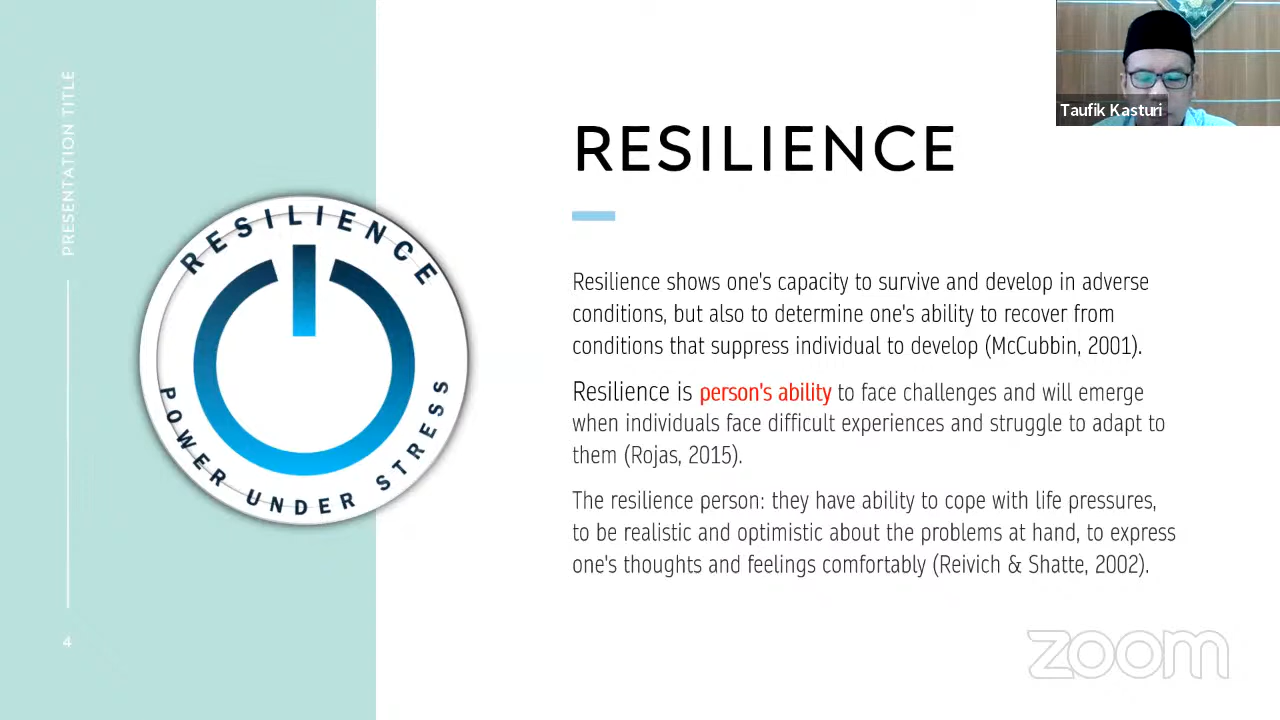 PRESENTATION TITLE
4
RESILIENCE
POWER UNDER STRESS
RESILIENCE
Resilience shows one's capacity to survive and develop in adverse
conditions, but also to determine one's ability to recover from
conditions that suppress individual to develop (McCubbin, 2001).
Resilience is person's ability to face challenges and will emerge
when individuals face difficult experiences and struggle to adapt to
them (Rojas, 2015).
The resilience person: they have ability to cope with life pressures,
to be realistic and optimistic about the problems at hand, to express
one's thoughts and feelings comfortably (Reivich & Shatte, 2002).
Taufik Kasturi
zoom